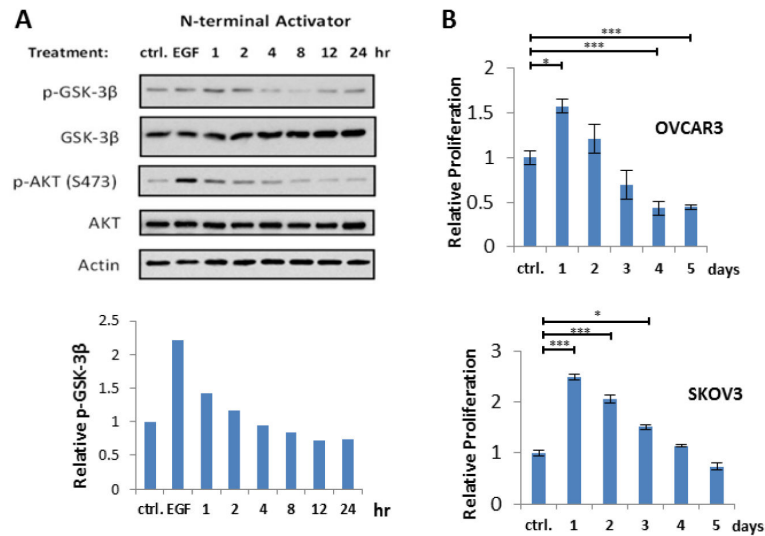 A
N-terminal Activator
Treatment: ctrl. EGF 1 2 4 8 12 24 hr
p-GSK-3β
GSK-3β
p-AKT (S473)
AKT
Actin
Relative p-GSK-3β
2.5
2
1.5
1
0.5
0
ctrl. EGF 1 2 4 8 12 24 hr
B
***
***
*
OVCAR3
Relative Proliferation
2
1.5
1
0.5
0
ctrl. 1 2 3 4 5 days
*
***
***
SKOV3
Relative Proliferation
3
2
1
0
ctrl. 1 2 3 4 5 days